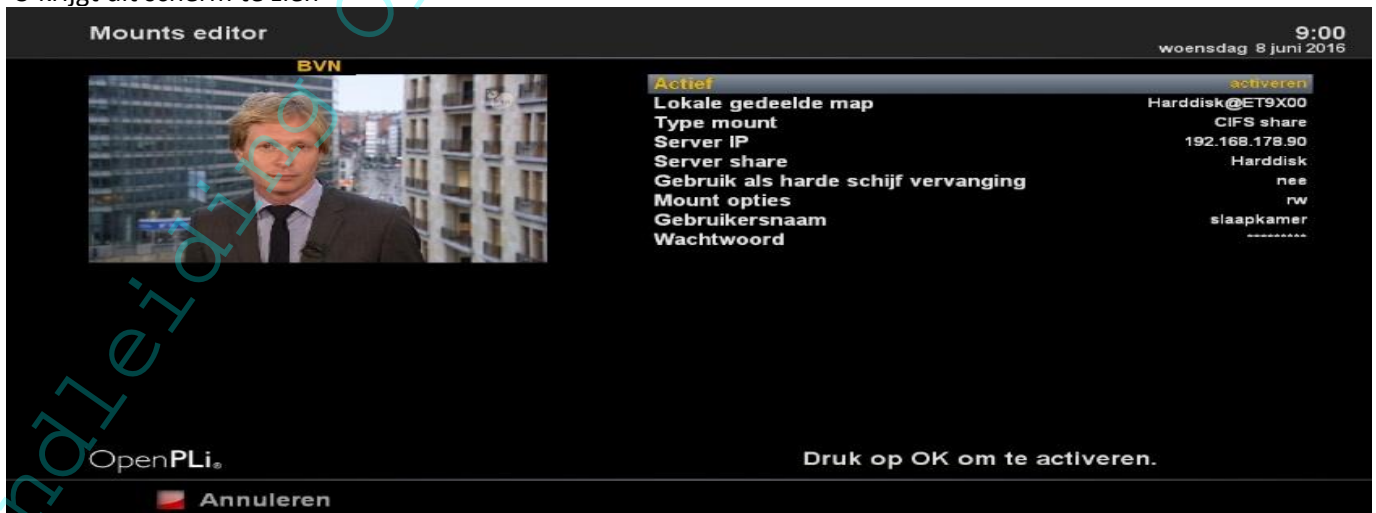 Mounts editor
9:00
woensdag 8 juni 2016
BVN
Actief activeren
Lokale gedeelde map Harddisk@ET9X00
Type mount CIFS share
Server IP 192.168.178.90
Server share Harddisk
Gebruik als harde schijf vervanging nee
Mount opties rw
Gebruikersnaam slaapkamer
Wachtwoord *********
OpenPLi®
Druk op OK om te activeren.
Annuleren
ndleiding o